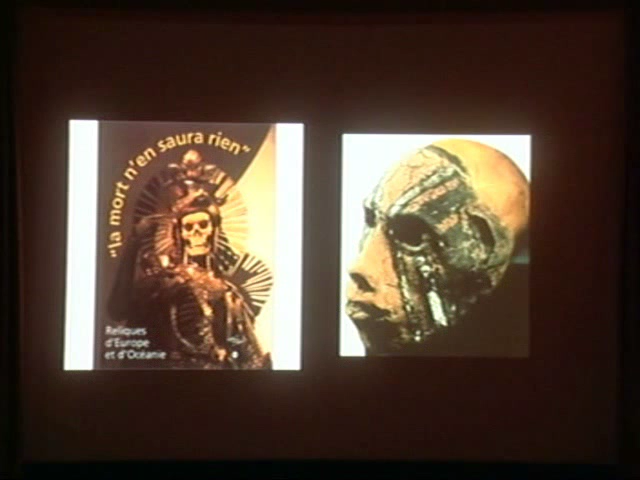 "la mort n'en saura rien"
Reliques
d'Europe
et d'Océanie